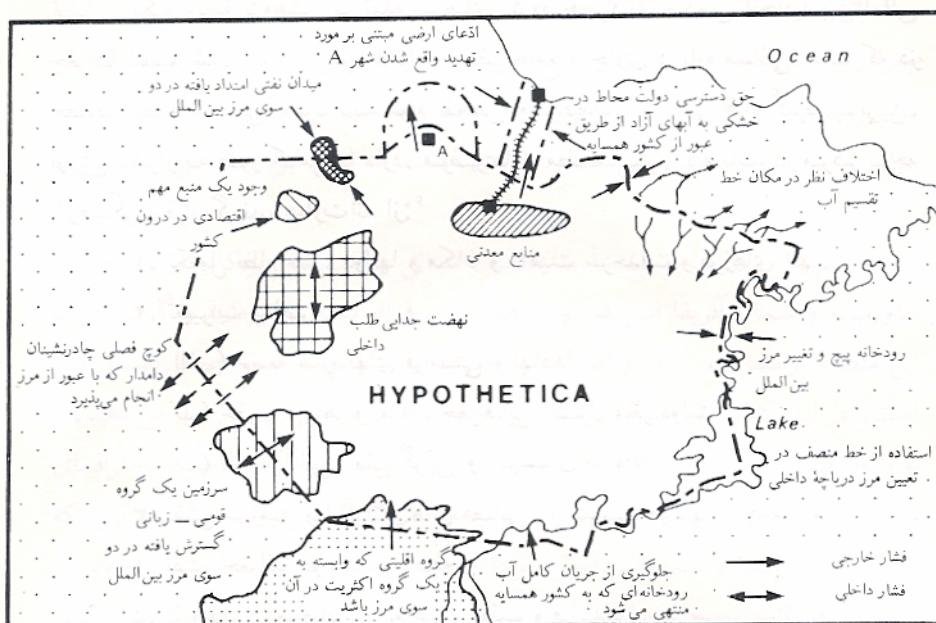 ادّعای ارضی مبتنی بر مورد
تهدید واقع شدن شهر A
Ocean
میدان نفتی امتداد یافته در دو
سوی مرز بین‌الملل
حق دسترسی دولت محاط در
خشکی به آبهای آزاد از طریق
عبور از کشور همسایه
A
اختلاف نظر در مکان خط
تقسیم آب
وجود یک منبع مهم
اقتصادی در درون
کشور
منابع معدنی
نهضت جدایی طلب
داخلی
کوچ فصلی چادرنشینان
دامدار که با عبور از مرز
انجام می‌پذیرد
رودخانه پیچ و تغییر مرز
بین‌الملل
HYPOTHETICA
Lake
استفاده از خط منصف در
تعیین مرز دریاچهٔ داخلی
سرزمین یک گروه
قومی ــ زبانی
گسترش یافته در دو
سوی مرز بین‌الملل
گروه اقلیتی که وابسته به
یک گروه اکثریت در آن
سوی مرز باشد
جلوگیری از جریان کامل آب
رودخانه‌ای که به کشور همسایه
منتهی می‌شود
فشار خارجی
فشار داخلی